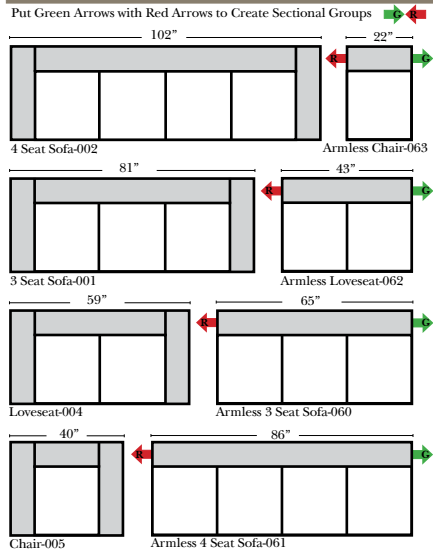 Put Green Arrows with Red Arrows to Create Sectional Groups G R
102” 22”
R G
4 Seat Sofa-002 Armless Chair-063
81” 43”
R G
3 Seat Sofa-001 Armless Loveseat-062
59” 65”
R G
Loveseat-004 Armless 3 Seat Sofa-060
40” 86”
R G
Chair-005 Armless 4 Seat Sofa-061